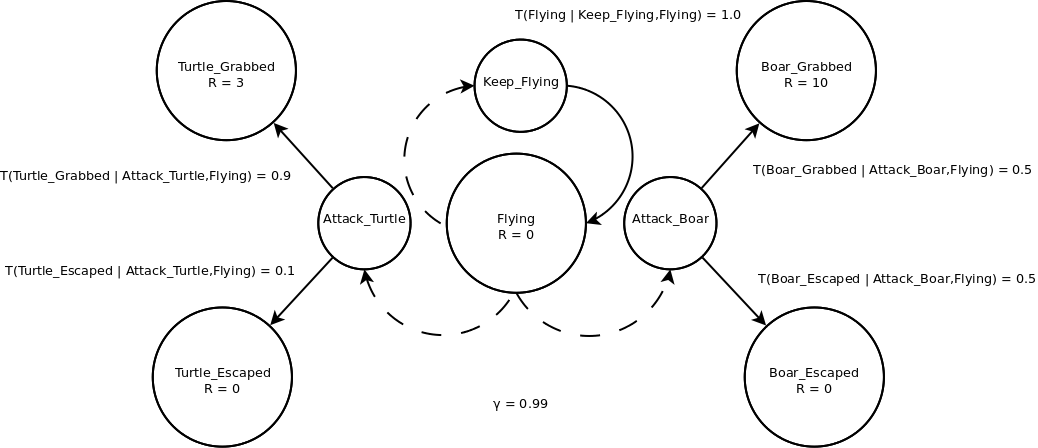 T(Flying | Keep_Flying,Flying) = 1.0
Turtle_Grabbed
R = 3
Keep_Flying
Boar_Grabbed
R = 10
T(Turtle_Grabbed | Attack_Turtle,Flying) = 0.9
T(Boar_Grabbed | Attack_Boar,Flying) = 0.5
Attack_Turtle
Flying
R = 0
Attack_Boar
T(Turtle_Escaped | Attack_Turtle,Flying) = 0.1
T(Boar_Escaped | Attack_Boar,Flying) = 0.5
Turtle_Escaped
R = 0
Boar_Escaped
R = 0
γ = 0.99